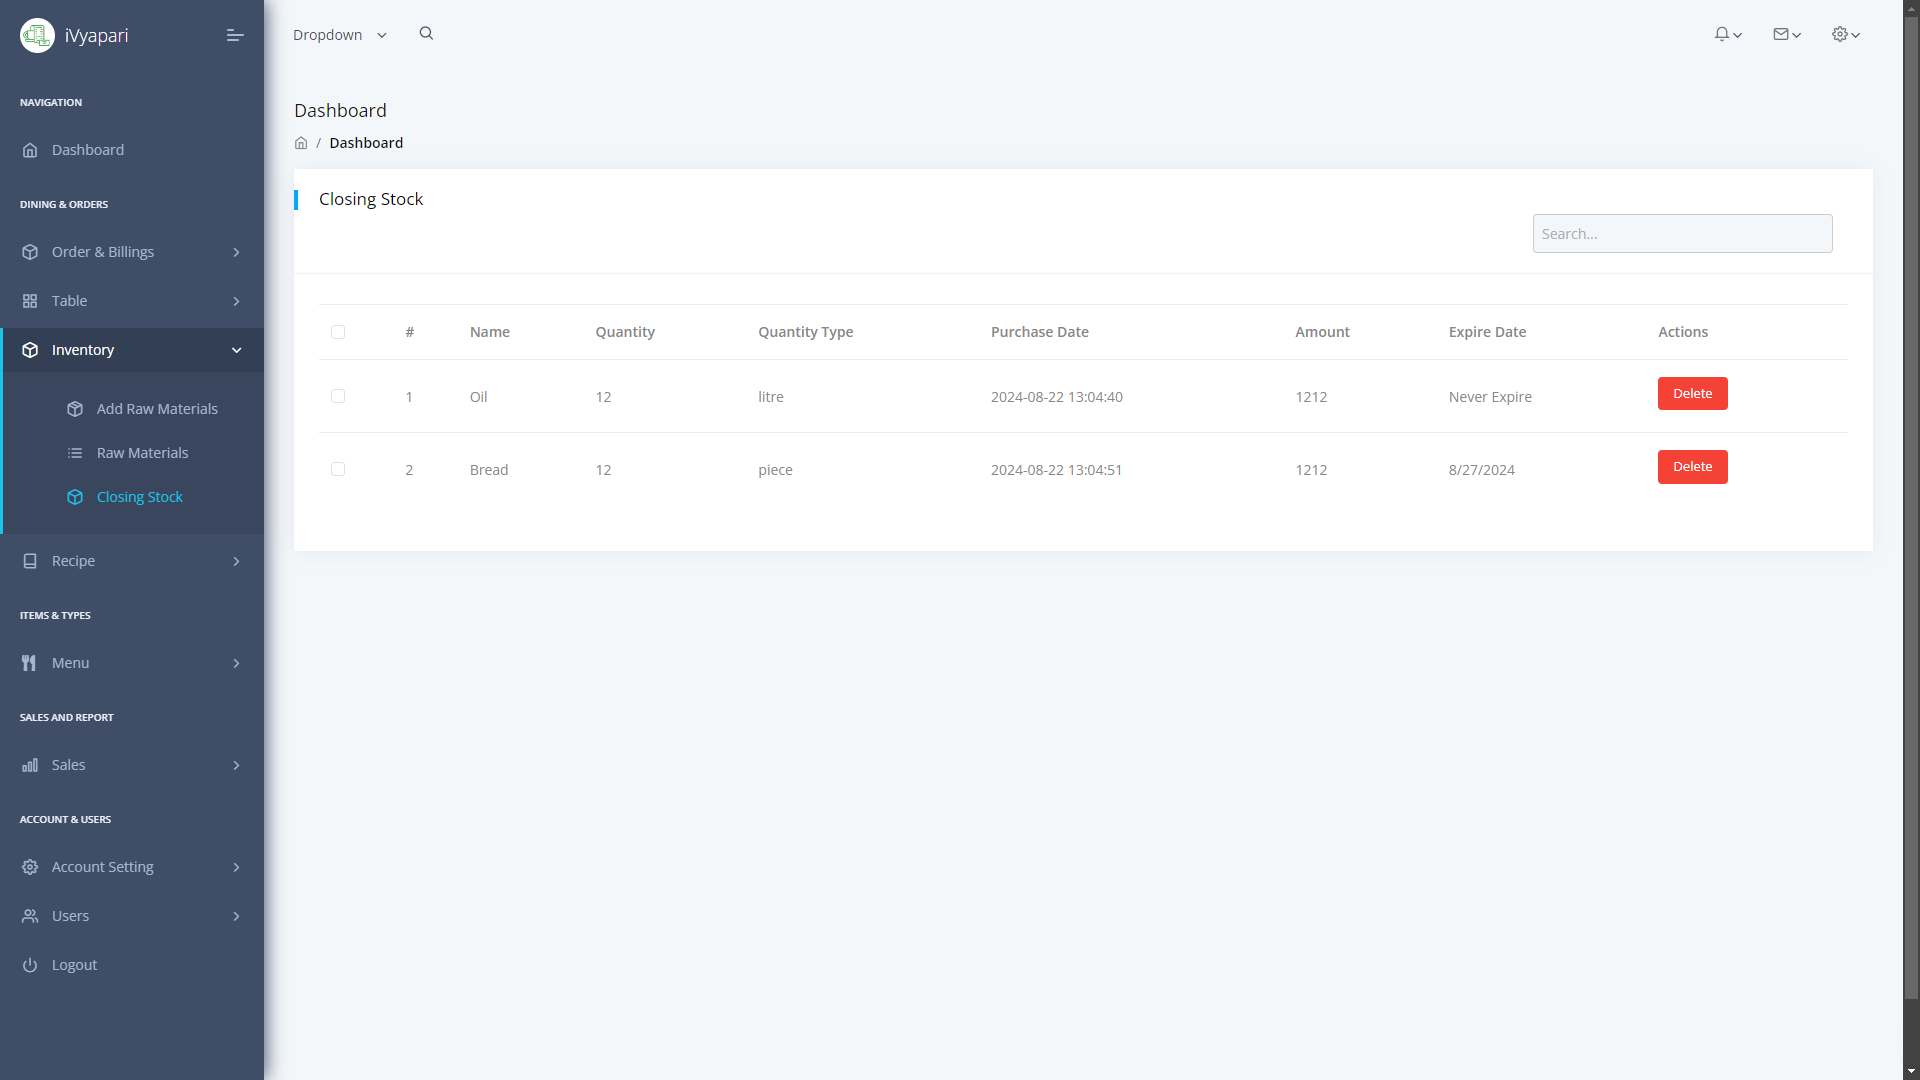 iVyapari
NAVIGATION
Dashboard
DINING & ORDERS
Order & Billings
Table
Inventory
Add Raw Materials
Raw Materials
Closing Stock
Recipe
ITEMS & TYPES
Menu
SALES AND REPORT
Sales
ACCOUNT & USERS
Account Setting
Users
Logout
Dropdown
Dashboard
/ Dashboard
Closing Stock
Search...
# Name Quantity Quantity Type Purchase Date Amount Expire Date Actions
1 Oil 12 litre 2024-08-22 13:04:40 1212 Never Expire Delete
2 Bread 12 piece 2024-08-22 13:04:51 1212 8/27/2024 Delete